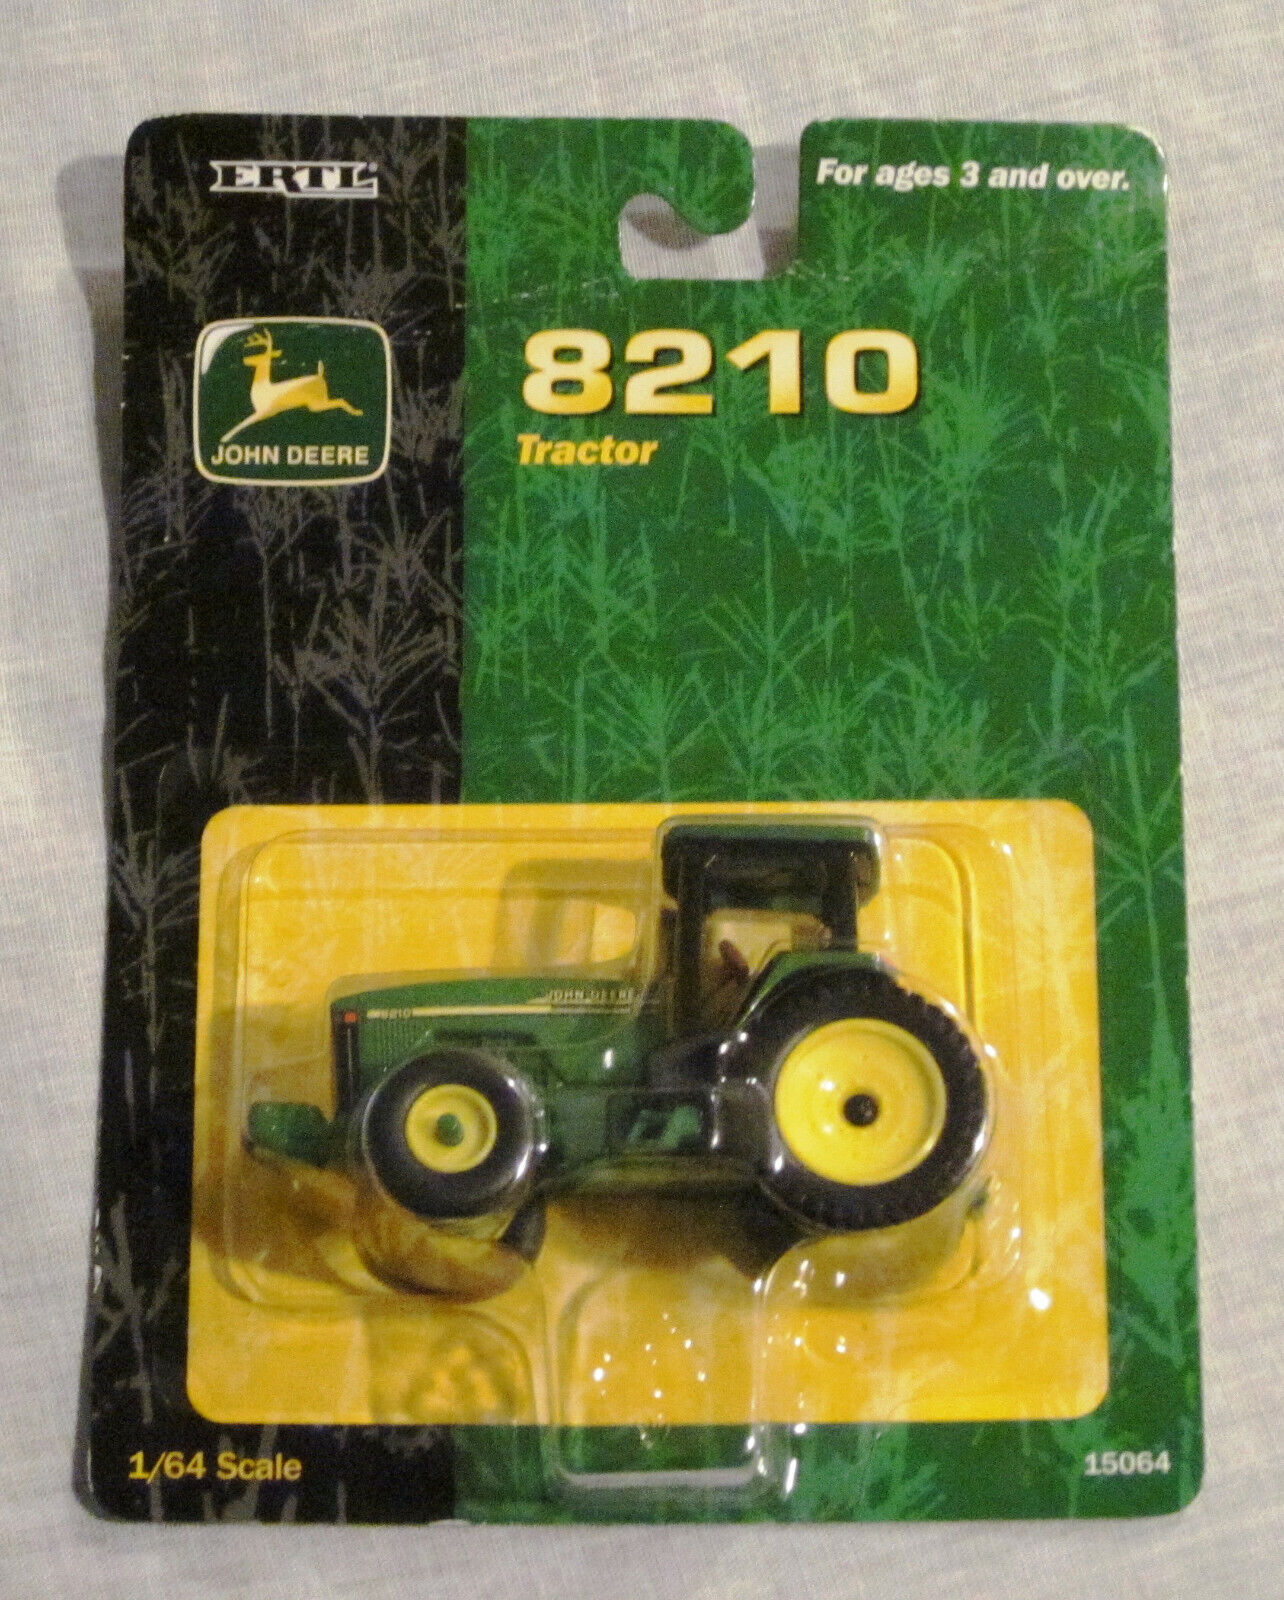 ERTL®
For ages 3 and over.
JOHN DEERE
8210
Tractor
8210
JOHN DEERE
1/64 Scale
15064